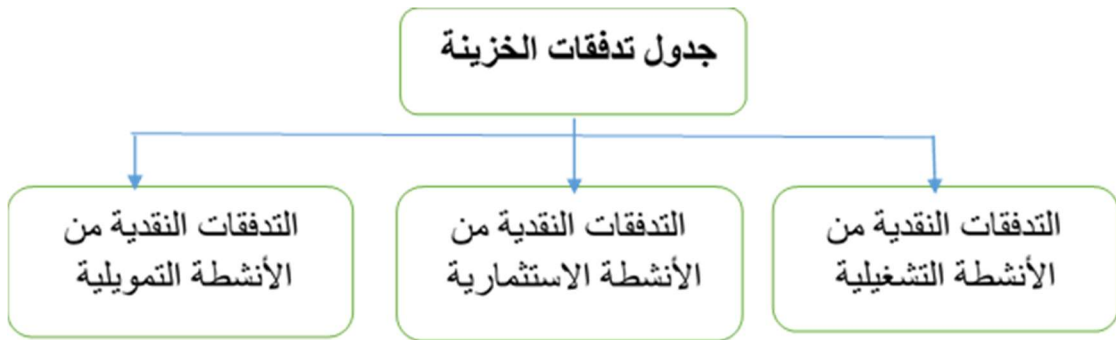 جدول تدفقات الخزينة
التدفقات النقدية من
الأنشطة التشغيلية
التدفقات النقدية من
الأنشطة الاستثمارية
التدفقات النقدية من
الأنشطة التمويلية